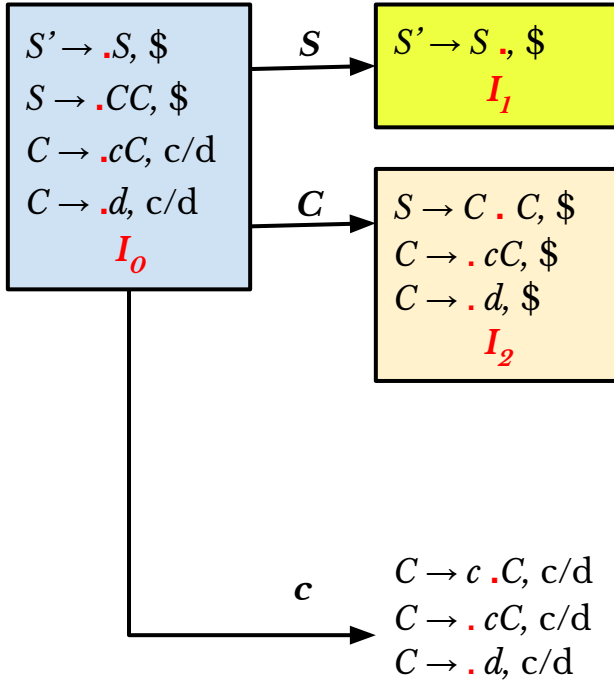 S' → .S, $
S → .CC, $
C → .cC, c/d
C → .d, c/d
I0
S
S' → S ., $
I1
C
S → C . C, $
C → . cC, $
C → . d, $
I2
c
C → c .C, c/d
C → . cC, c/d
C → . d, c/d